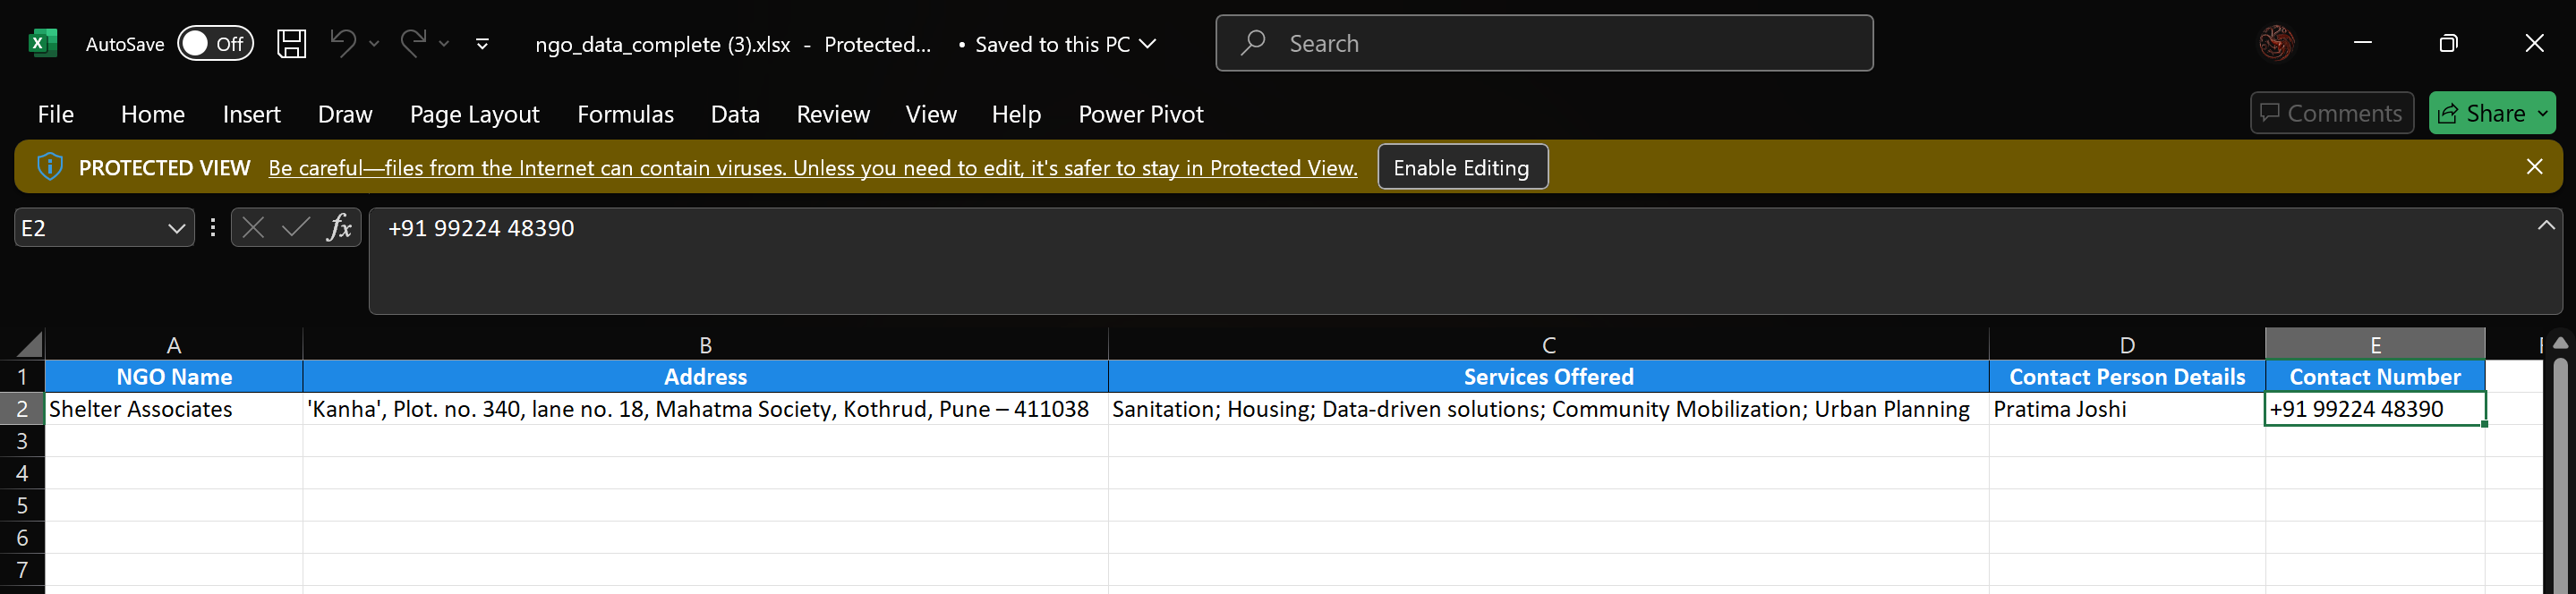 AutoSave Off ngo_data_complete (3).xlsx - Protected... • Saved to this PC Search
File Home Insert Draw Page Layout Formulas Data Review View Help Power Pivot Comments Share
PROTECTED VIEW Be careful—files from the Internet can contain viruses. Unless you need to edit, it's safer to stay in Protected View. Enable Editing
E2 fx +91 99224 48390
A B C D E
1 NGO Name Address Services Offered Contact Person Details Contact Number
2 Shelter Associates 'Kanha', Plot. no. 340, lane no. 18, Mahatma Society, Kothrud, Pune – 411038 Sanitation; Housing; Data-driven solutions; Community Mobilization; Urban Planning Pratima Joshi +91 99224 48390
3
4
5
6
7